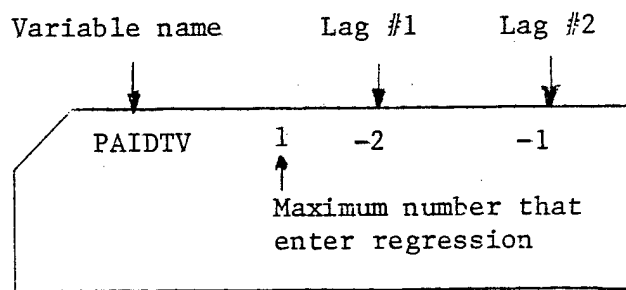 Variable name Lag #1 Lag #2
PAIDTV 1 -2 -1
Maximum number that
enter regression